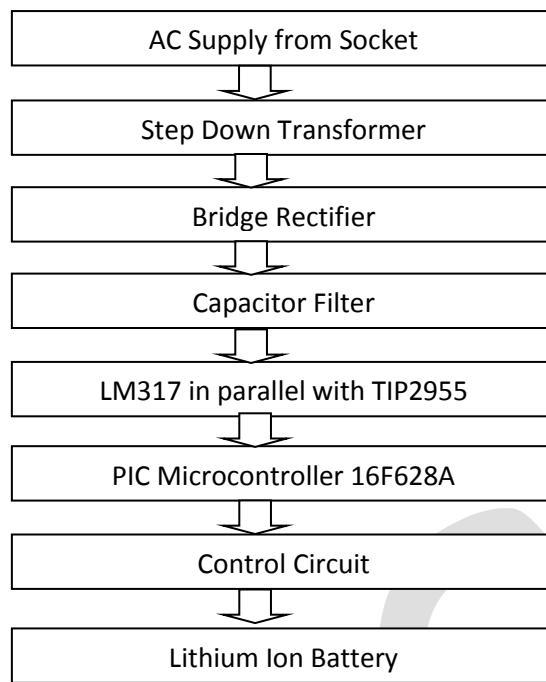 AC Supply from Socket
Step Down Transformer
Bridge Rectifier
Capacitor Filter
LM317 in parallel with TIP2955
PIC Microcontroller 16F628A
Control Circuit
Lithium Ion Battery